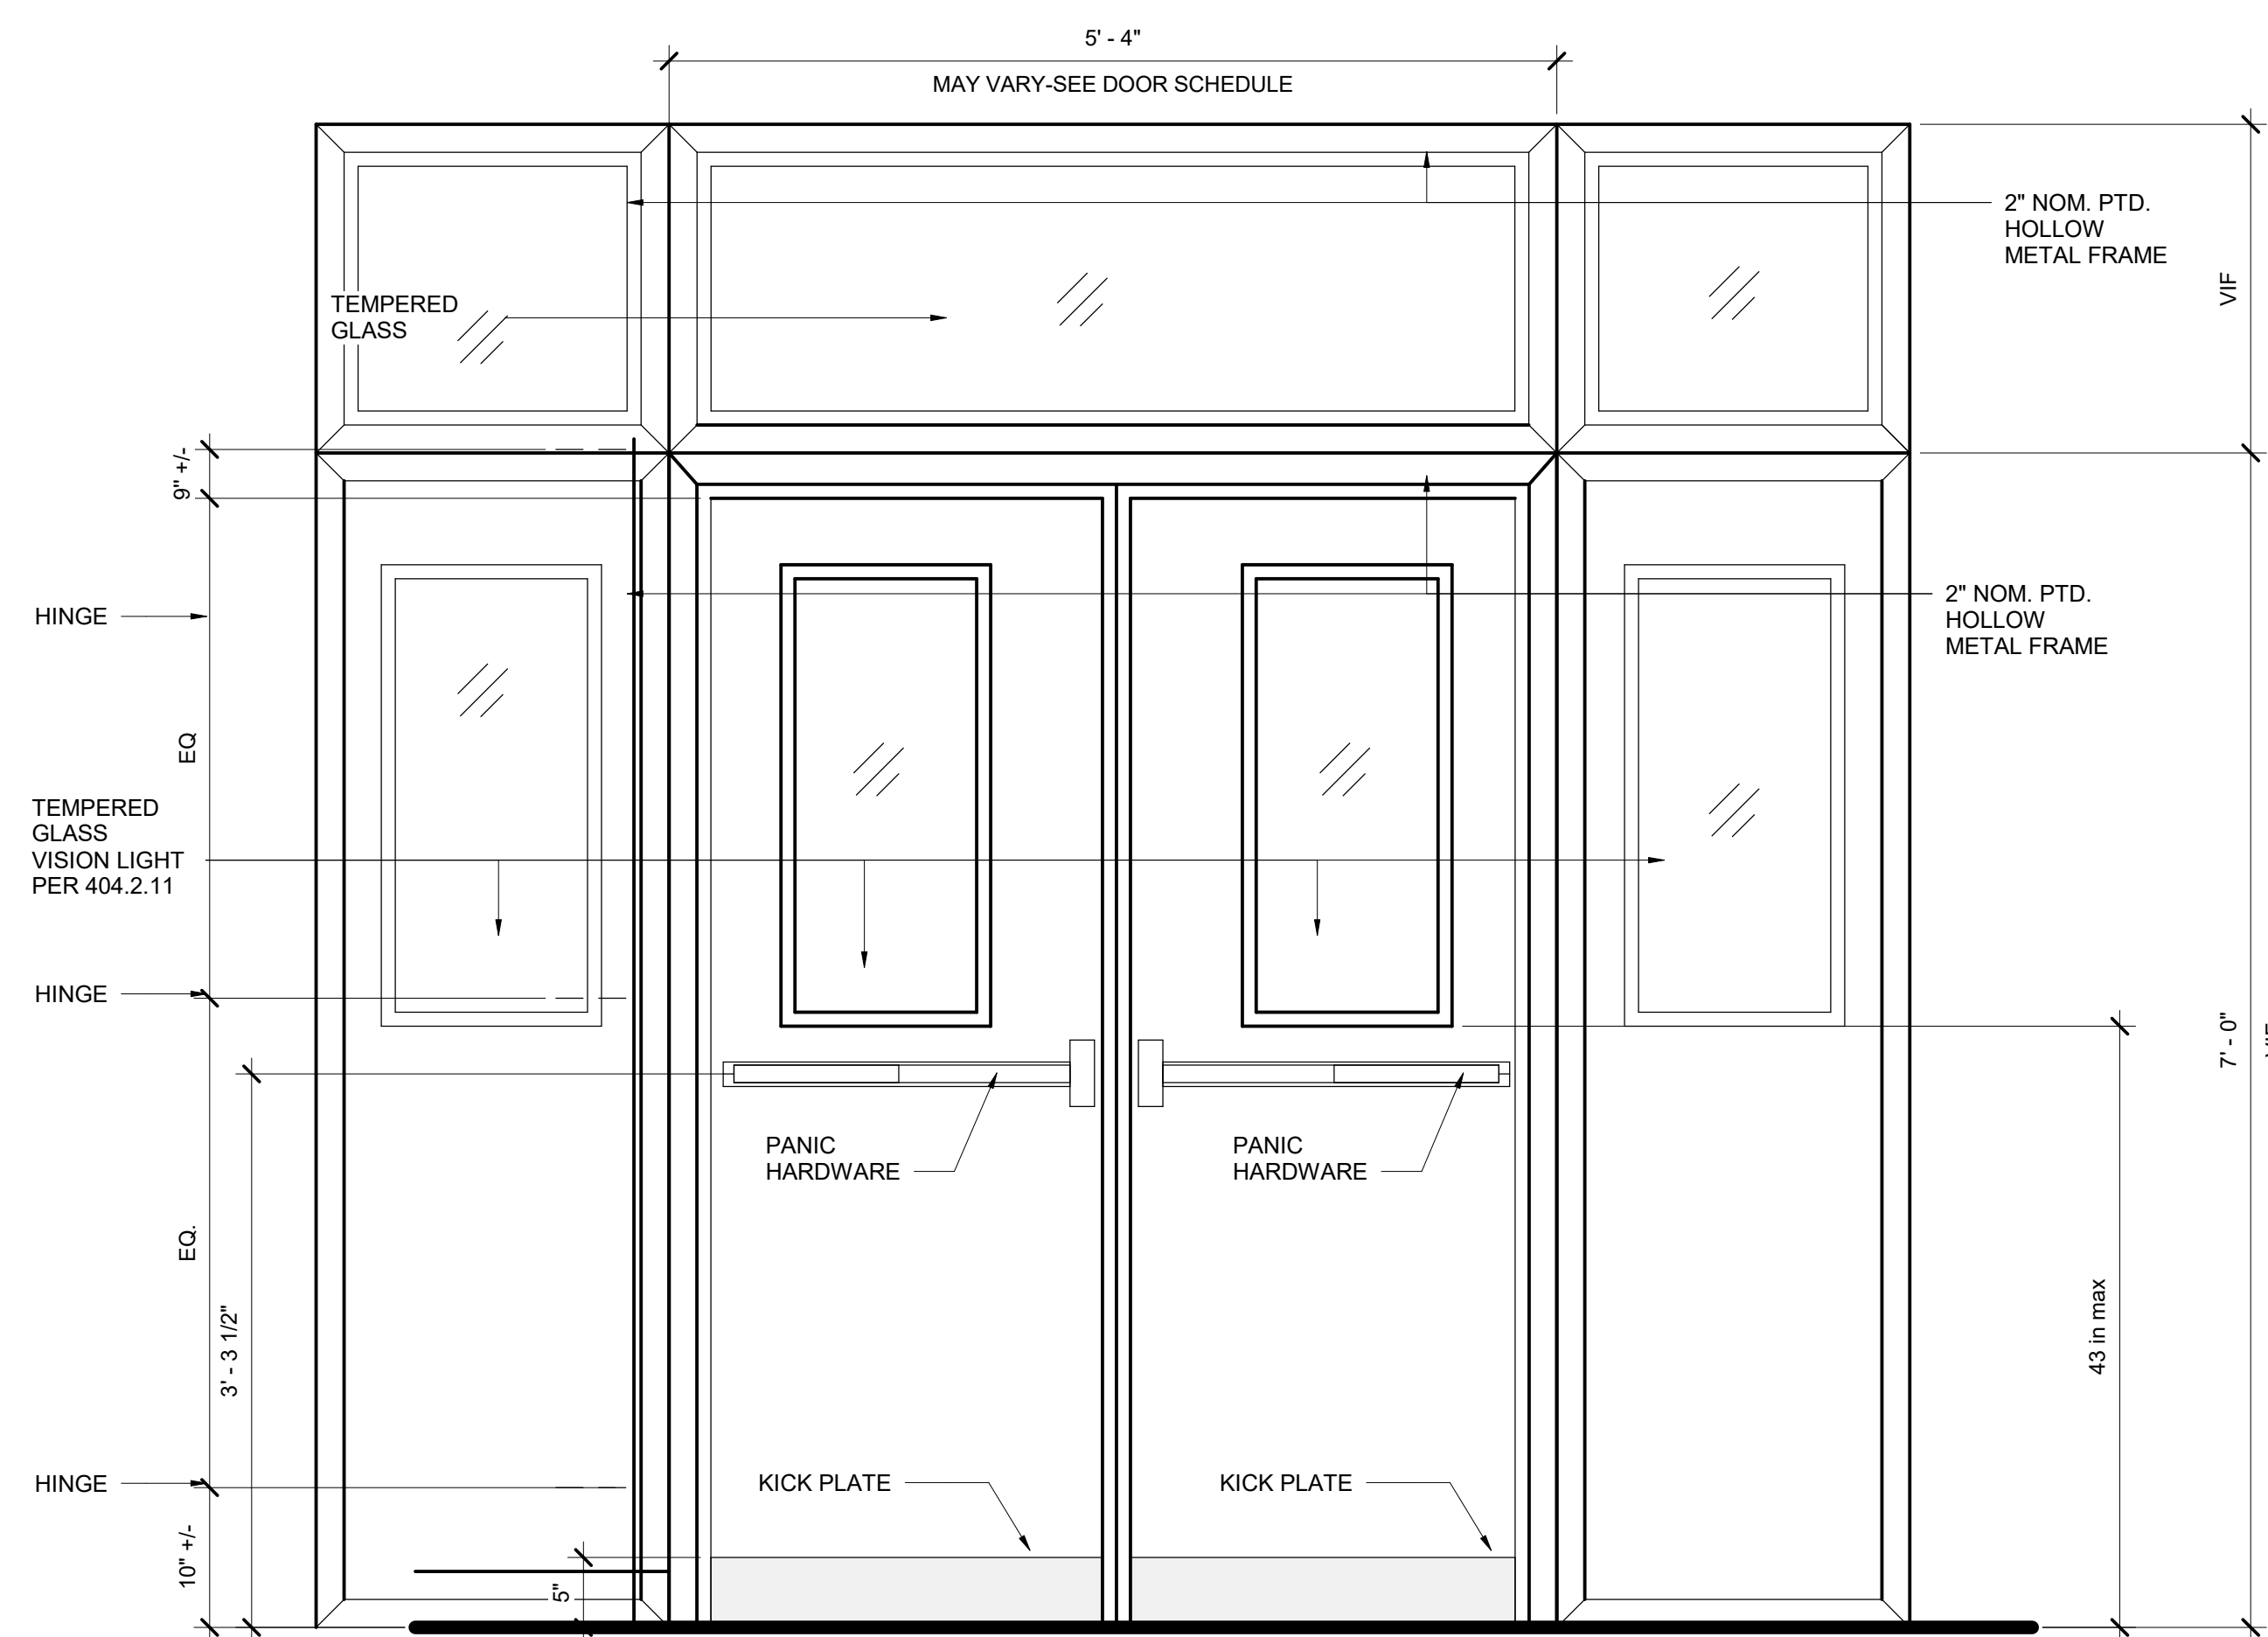 5' - 4"
MAY VARY-SEE DOOR SCHEDULE
2" NOM. PTD.
HOLLOW
METAL FRAME
VIF
TEMPERED
GLASS
9" +/-
HINGE
2" NOM. PTD.
HOLLOW
METAL FRAME
EQ
TEMPERED
GLASS
VISION LIGHT
PER 404.2.11
HINGE
7' - 0"
PANIC
HARDWARE
PANIC
HARDWARE
EQ.
3' - 3 1/2"
43 in max
HINGE
KICK PLATE
KICK PLATE
10" +/-
5"